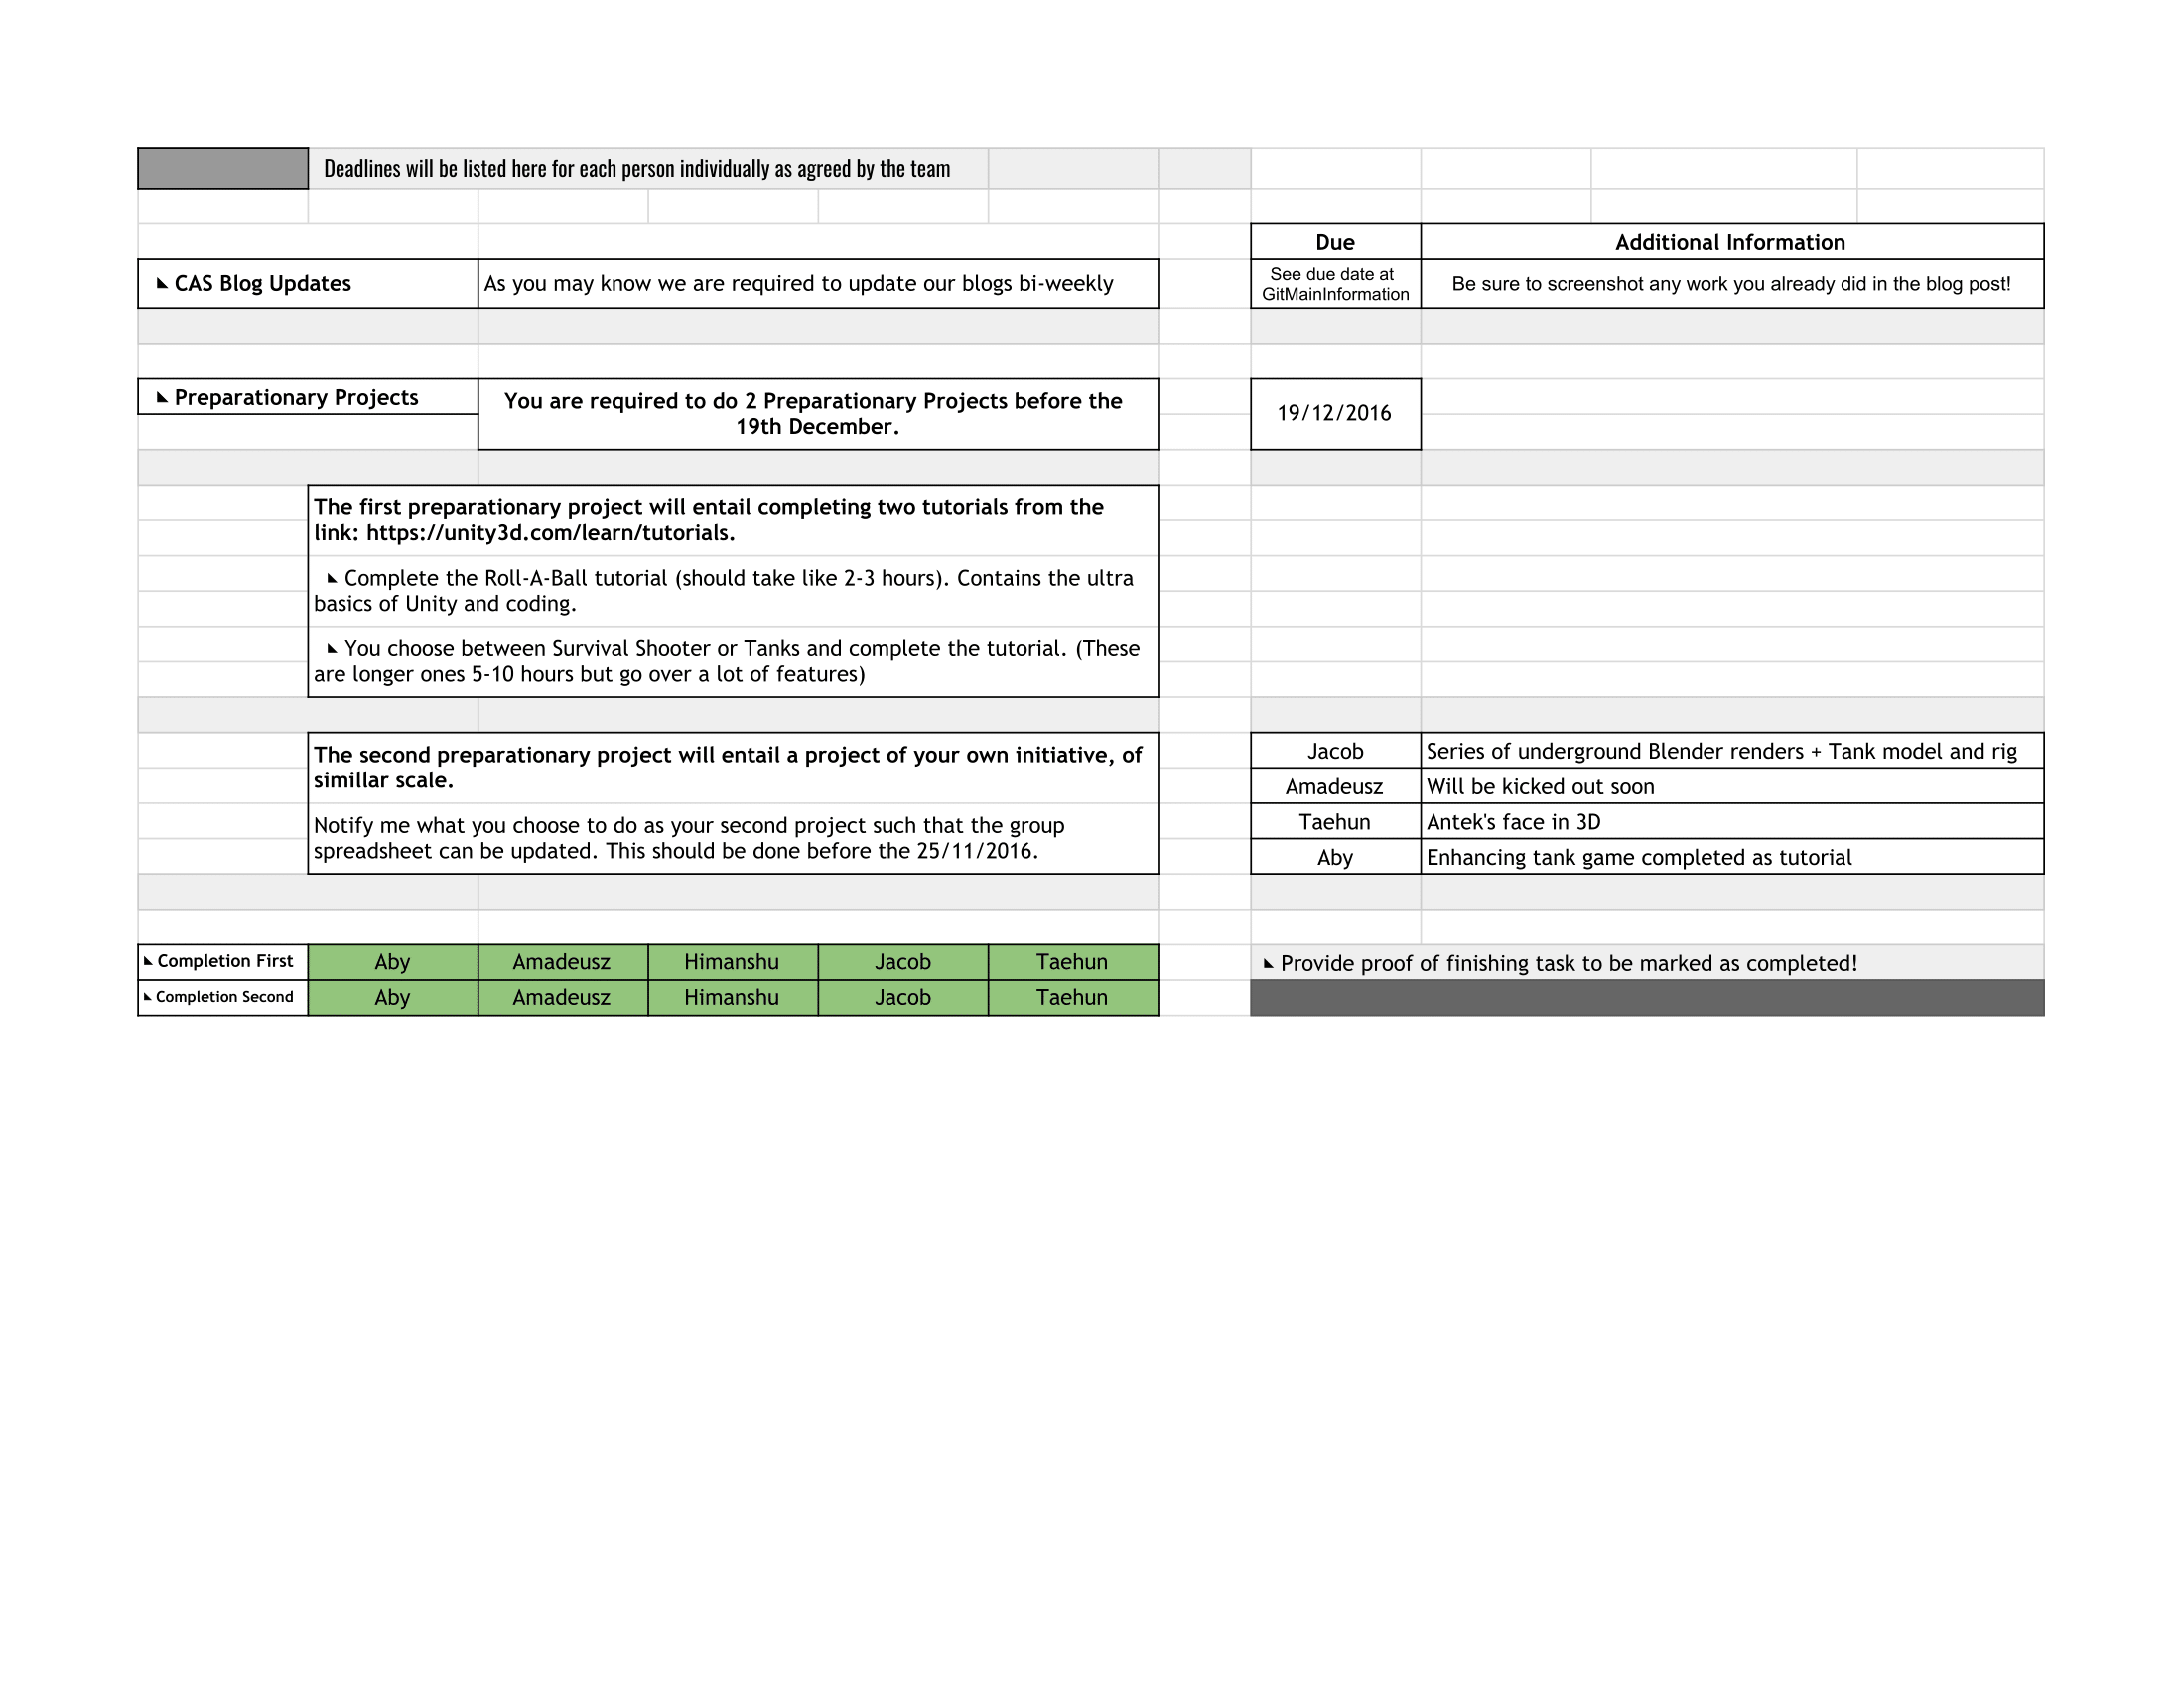 Deadlines will be listed here for each person individually as agreed by the team
Due
Additional Information
◣ CAS Blog Updates
As you may know we are required to update our blogs bi-weekly
See due date at
GitMainInformation
Be sure to screenshot any work you already did in the blog post!
◣ Preparationary Projects
You are required to do 2 Preparationary Projects before the
19th December.
19/12/2016
The first preparationary project will entail completing two tutorials from the
link: https://unity3d.com/learn/tutorials.
◣ Complete the Roll-A-Ball tutorial (should take like 2-3 hours). Contains the ultra
basics of Unity and coding.
◣ You choose between Survival Shooter or Tanks and complete the tutorial. (These
are longer ones 5-10 hours but go over a lot of features)
The second preparationary project will entail a project of your own initiative, of
simillar scale.
Notify me what you choose to do as your second project such that the group
spreadsheet can be updated. This should be done before the 25/11/2016.
Jacob
Series of underground Blender renders + Tank model and rig
Amadeusz
Will be kicked out soon
Taehun
Antek's face in 3D
Aby
Enhancing tank game completed as tutorial
◣ Completion First
Aby
Amadeusz
Himanshu
Jacob
Taehun
◣ Provide proof of finishing task to be marked as completed!
◣ Completion Second
Aby
Amadeusz
Himanshu
Jacob
Taehun